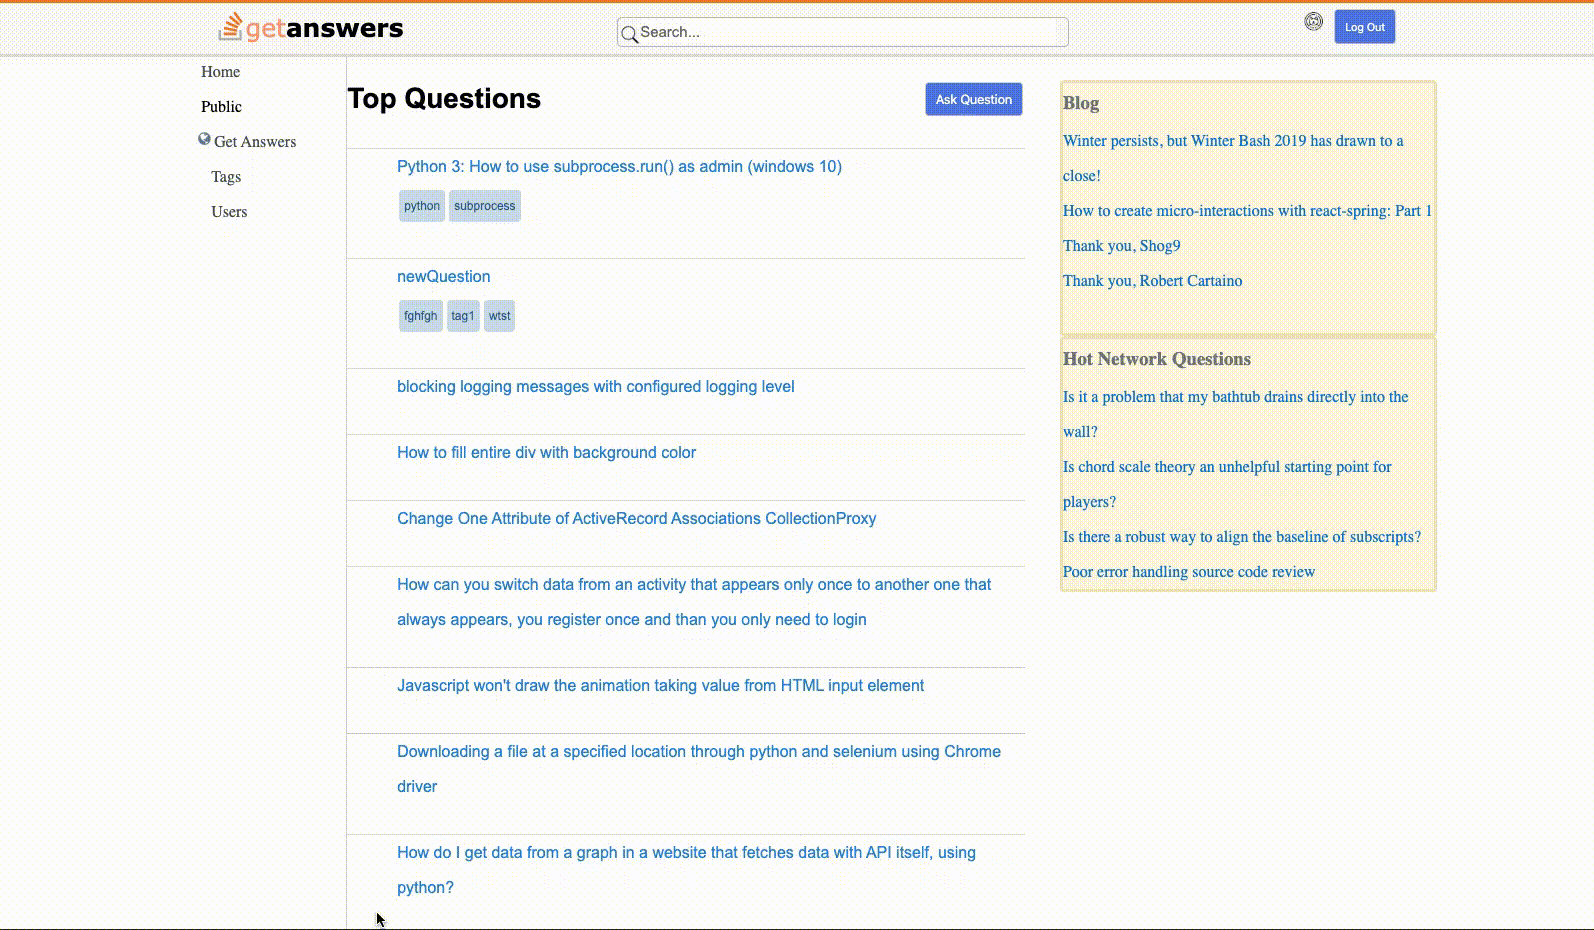 getanswers
Search...
Log Out
Home
Public
Get Answers
Tags
Users
Top Questions
Ask Question
Python 3: How to use subprocess.run() as admin (windows 10)
python subprocess
newQuestion
fghfgh tag1 wtst
blocking logging messages with configured logging level
How to fill entire div with background color
Change One Attribute of ActiveRecord Associations CollectionProxy
How can you switch data from an activity that appears only once to another one that
always appears, you register once and than you only need to login
Javascript won't draw the animation taking value from HTML input element
Downloading a file at a specified location through python and selenium using Chrome
driver
How do I get data from a graph in a website that fetches data with API itself, using
python?
Blog
Winter persists, but Winter Bash 2019 has drawn to a
close!
How to create micro-interactions with react-spring: Part 1
Thank you, Shog9
Thank you, Robert Cartaino
Hot Network Questions
Is it a problem that my bathtub drains directly into the
wall?
Is chord scale theory an unhelpful starting point for
players?
Is there a robust way to align the baseline of subscripts?
Poor error handling source code review